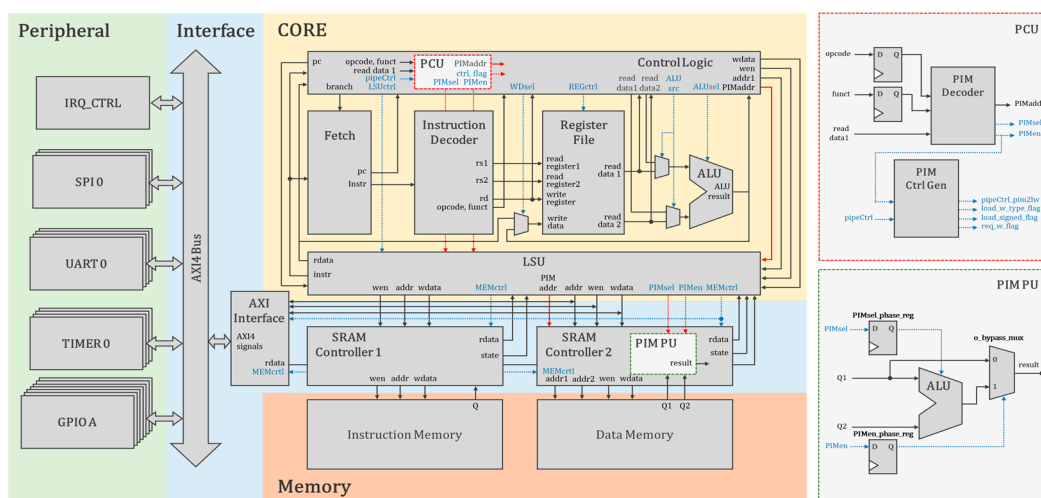 Peripheral
Interface
CORE
IRQ_CTRL
SPI 0
UART 0
TIMER 0
GPIO A
AXI4 Bus
pc
opcode, funct
read data 1
pipeCtrl
LSUctrl
branch
PCU
PIMaddr
ctrl, flag
PIMsel
PIMen
Control Logic
WDsel
REGctrl
read
data1
read
data2
ALU
src
ALUsel
wdata
wen
addr1
PIMaddr
Fetch
pc
Instr
Instruction
Decoder
rs1
rs2
rd
opcode, funct
Register
File
read
register1
read
register2
write
register
write
data
read
data 1
read
data 2
ALU
ALU
result
LSU
rdata
instr
wen
addr
wdata
MEMctrl
PIM
addr
wen
addr
wdata
PIMsel
PIMen
MEMctrl
AXI
Interface
AXI4
signals
rdata
MEMcrtl
SRAM
Controller 1
rdata
state
wen
addr
wdata
SRAM
Controller 2
MEMcrtl
PIM PU
result
rdata
state
addr1
addr2
wen
wdata
Q
Q1
Q2
Instruction Memory
Data Memory
Memory
PCU
opcode
D
Q
funct
D
Q
read
data1
PIM
Decoder
PIMaddr
PIMsel
PIMen
PIM
Ctrl Gen
pipeCtrl
pipeCtrl_pim2lw
load_w_type_flag
load_signed_flag
req_w_flag
PIM PU
PIMsel_phase_reg
PIMsel
D
Q
o_bypass_mux
0
1
result
Q1
ALU
Q2
PIMen_phase_reg
PIMen
D
Q